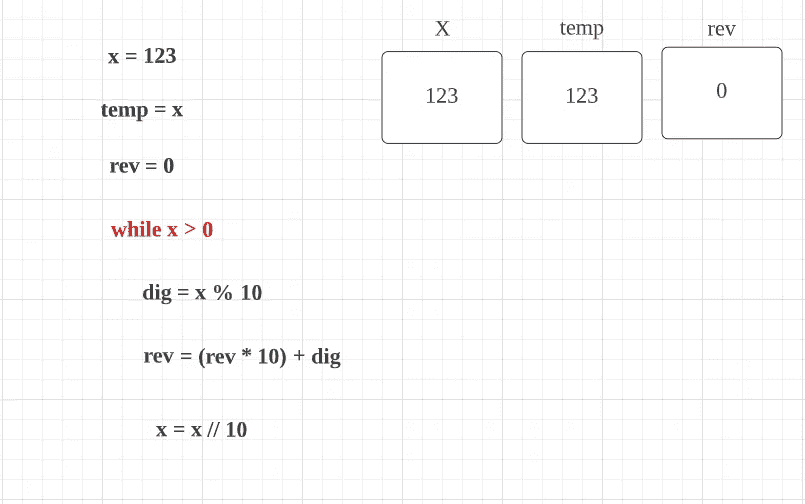 X temp rev
123 123 0
x = 123
temp = x
rev = 0
while x > 0
dig = x % 10
rev = (rev * 10) + dig
x = x // 10